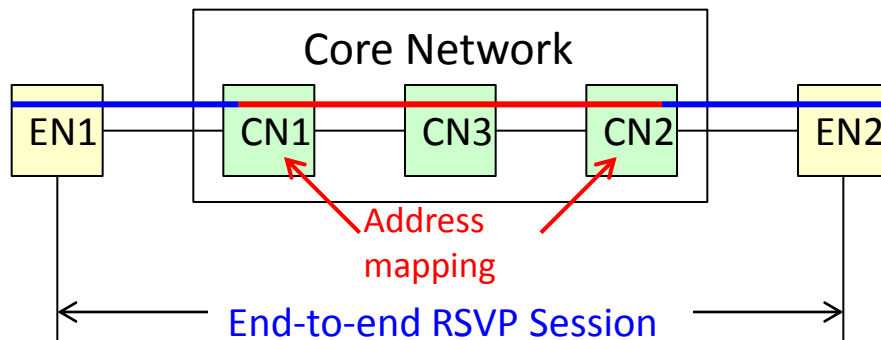 Core Network
EN1 CN1 CN3 CN2 EN2
Address
mapping
End-to-end RSVP Session